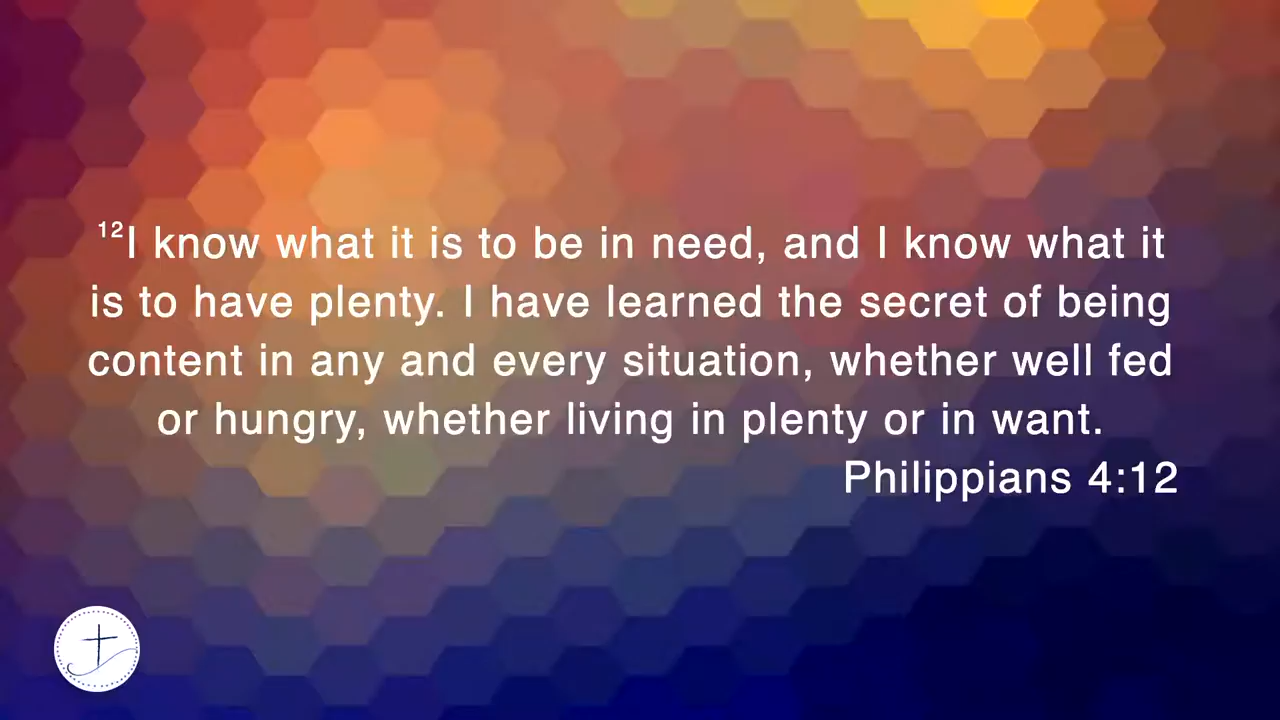 ¹²I know what it is to be in need, and I know what it
is to have plenty. I have learned the secret of being
content in any and every situation, whether well fed
or hungry, whether living in plenty or in want.
Philippians 4:12